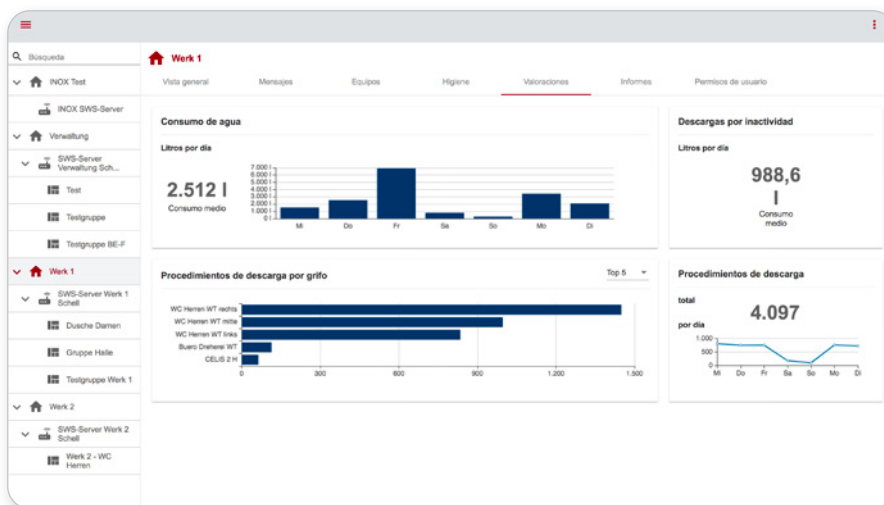 Búsqueda
INOX Test
INOX SWS-Server
Verwaltung
SWS-Server
Verwaltung Sch...
Test
Testgruppe
Testgruppe BE-F
Werk 1
SWS-Server Werk 1
Schell
Dusche Damen
Gruppe Halle
Testgruppe Werk 1
Werk 2
SWS-Server Werk 2
Schell
Werk 2 - WC
Herren
Werk 1
Vista general Mensajes Equipos Higiene Valoraciones Informes Permisos de usuario
Consumo de agua
Litros por día
2.512 l
Consumo medio
7.000 l
6.000 l
5.000 l
4.000 l
3.000 l
2.000 l
1.000 l
0 l
Mi Do Fr Sa So Mo Di
Descargas por inactividad
Litros por día
988,6
l
Consumo
medio
Procedimientos de descarga por grifo
Top 5
WC Herren WT rechts
WC Herren WT mitte
WC Herren WT links
Buero Dreherei WT
CELIS 2 H
0 300 600 900 1.200 1.500
Procedimientos de descarga
total
4.097
por día
1.000
500
0
Mi Do Fr Sa So Mo Di